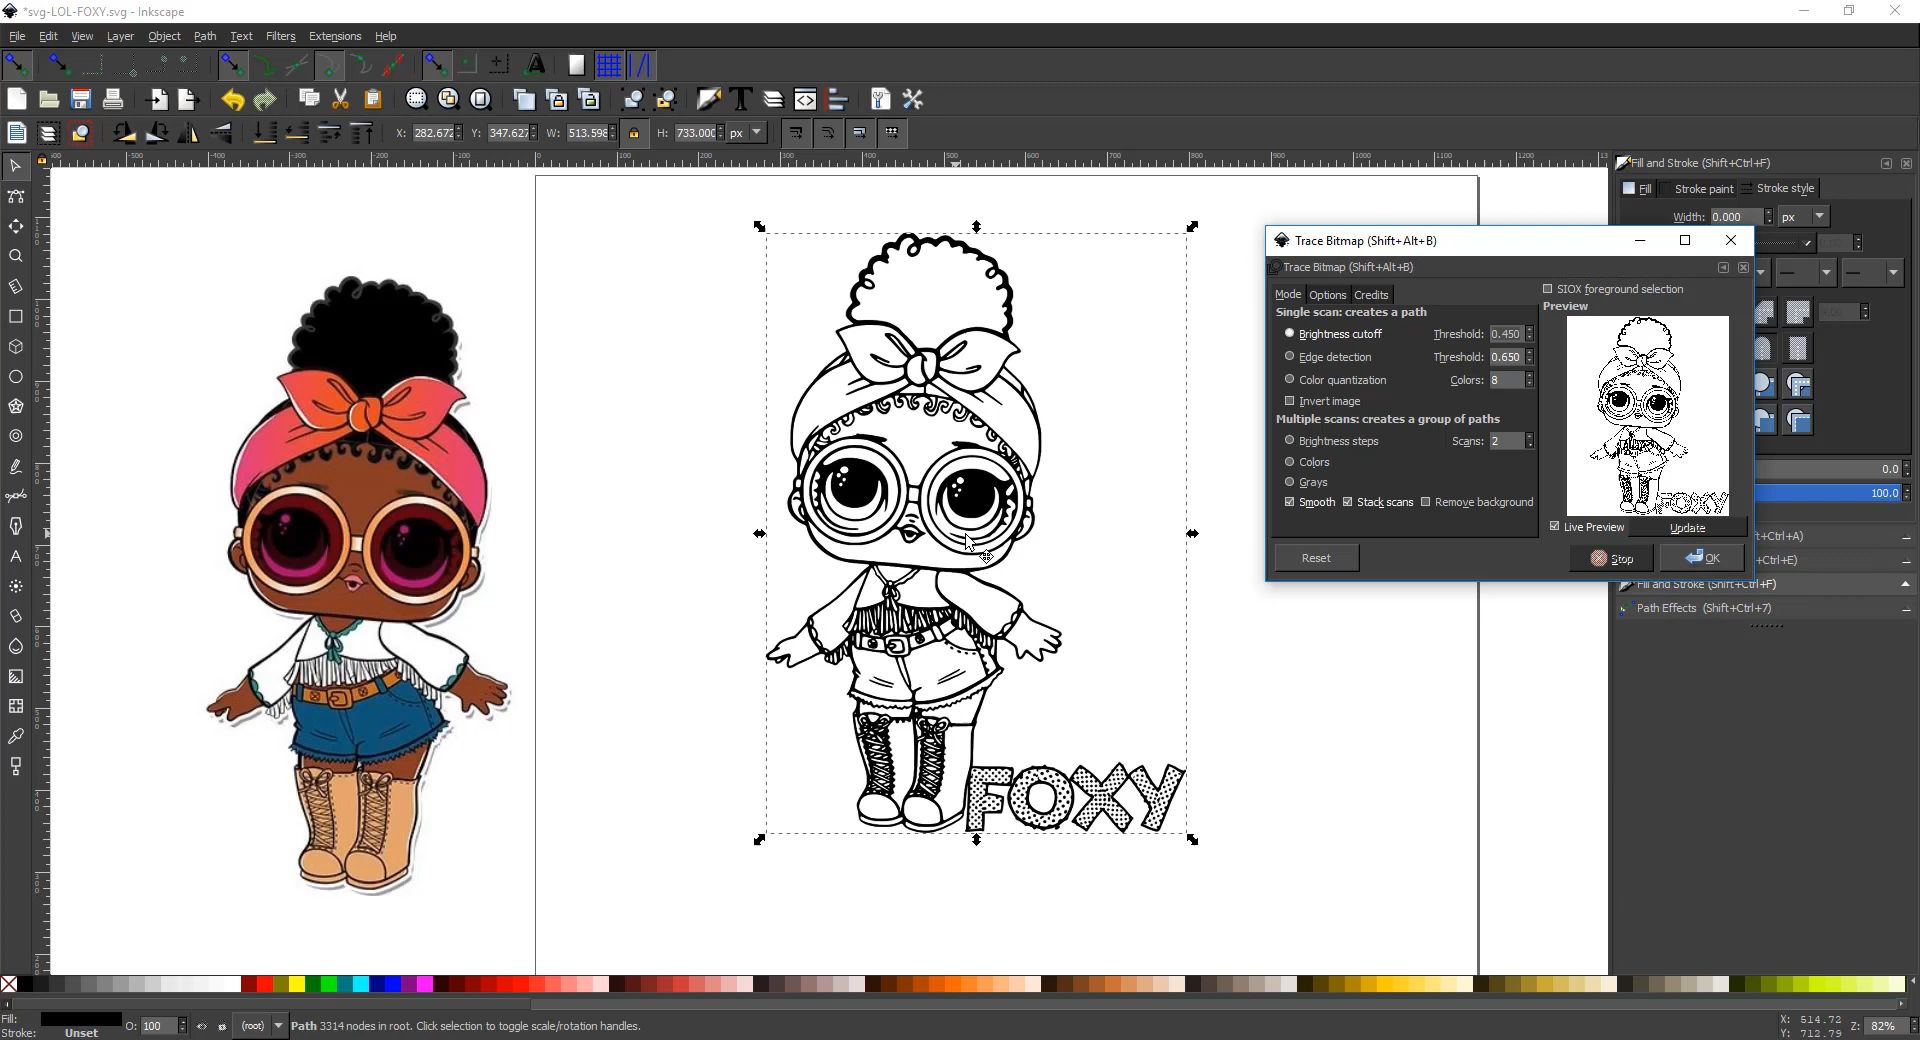 *svg-LOL-FOXY.svg - Inkscape
File Edit View Layer Object Path Text Filters Extensions Help
X: 282.672 Y: 347.627 W: 513.598 H: 733.000 px
Fill and Stroke (Shift+Ctrl+F)
Fill Stroke paint Stroke style
Width: 0.000 px
Trace Bitmap (Shift+Alt+B)
Trace Bitmap (Shift+Alt+B)
Mode Options Credits
SIOX foreground selection
Single scan: creates a path
Preview
Brightness cutoff Threshold: 0.450
Edge detection Threshold: 0.650
Color quantization Colors: 8
Invert image
Multiple scans: creates a group of paths
Brightness steps Scans: 2
Colors
Grays
Smooth Stack scans Remove background
Live Preview Update
Reset Stop OK
0.0
100.0
Fill and Stroke (Shift+Ctrl+F)
Path Effects (Shift+Ctrl+7)
FOXY
FOXY
Fill:
Stroke: Unset
O: 100 (root) Path 3314 nodes in root. Click selection to toggle scale/rotation handles.
X: 514.72
Y: 712.79
Z: 82%